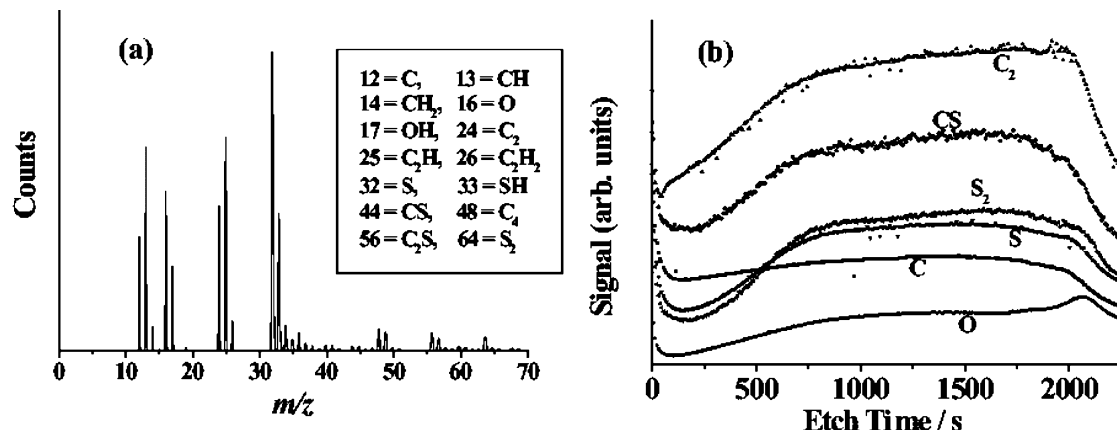 (a)
Counts
12 = C, 13 = CH
14 = CH₂, 16 = O
17 = OH, 24 = C₂
25 = C₂H, 26 = C₂H₂
32 = S, 33 = SH
44 = CS, 48 = C₄
56 = C₂S, 64 = S₂
0 10 20 30 40 50 60 70
m/z
(b)
Signal (arb. units)
C₂
CS
S₂
S
C
O
0 500 1000 1500 2000
Etch Time / s